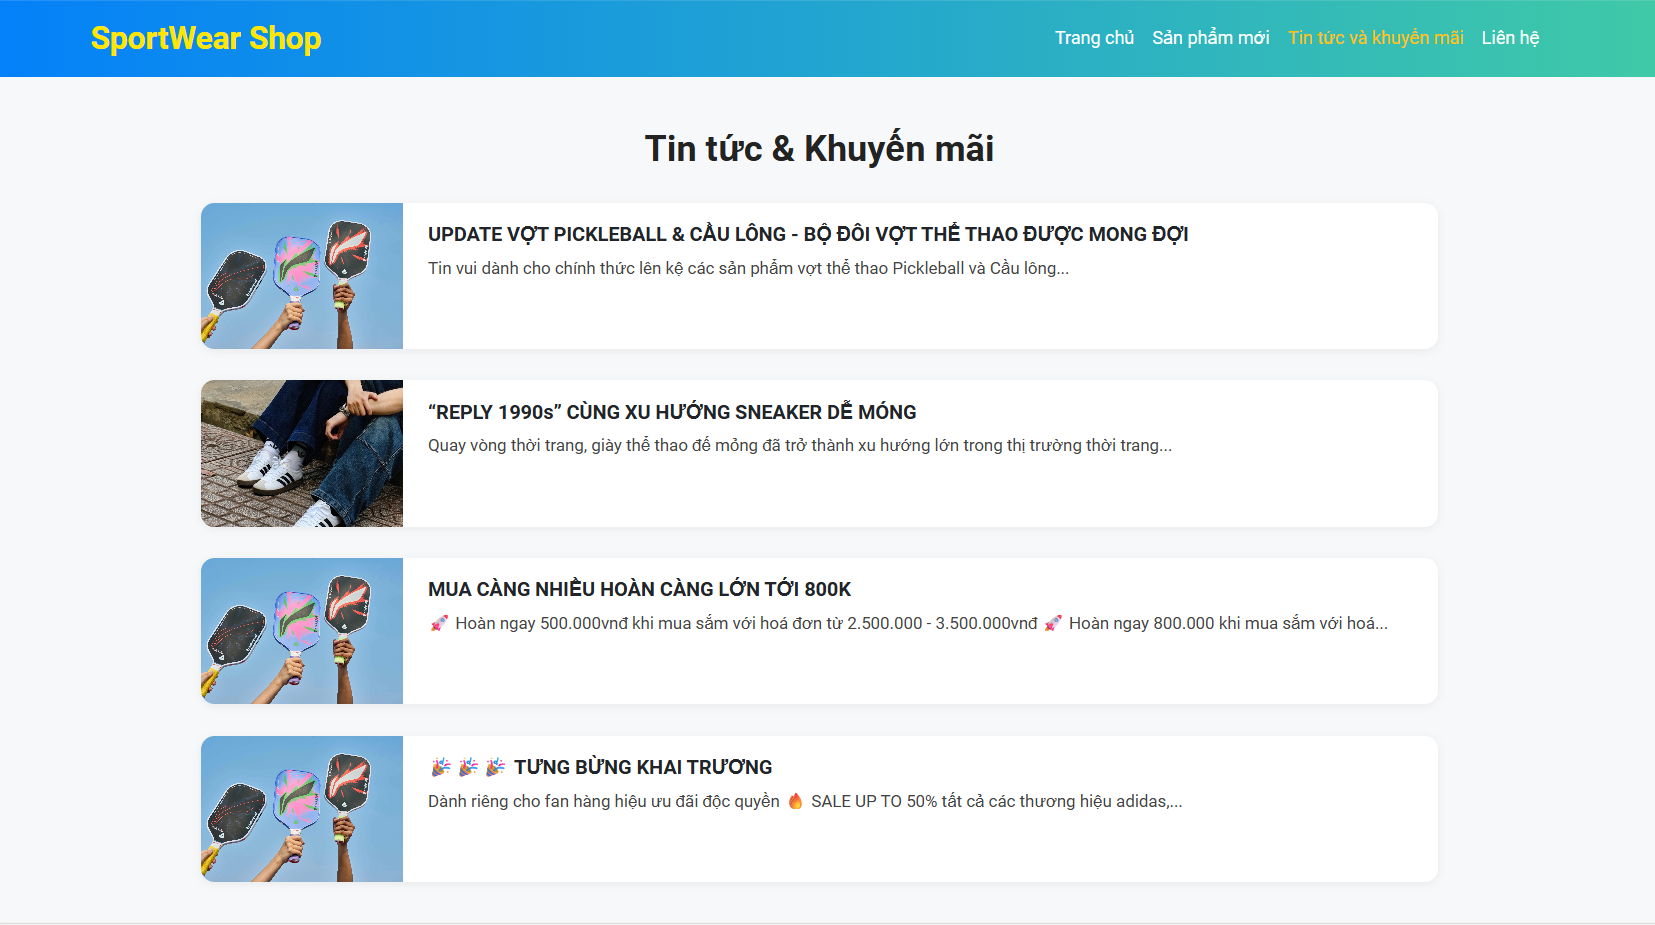 SportWear Shop
Trang chủ Sản phẩm mới Tin tức và khuyến mãi Liên hệ
Tin tức & Khuyến mãi
UPDATE VỢT PICKLEBALL & CẦU LÔNG - BỘ ĐÔI VỢT THỂ THAO ĐƯỢC MONG ĐỢI
Tin vui dành cho chính thức lên kệ các sản phẩm vợt thể thao Pickleball và Cầu lông...
“REPLY 1990s” CÙNG XU HƯỚNG SNEAKER DỄ MÓNG
Quay vòng thời trang, giày thể thao đế mỏng đã trở thành xu hướng lớn trong thị trường thời trang...
MUA CÀNG NHIỀU HOÀN CÀNG LỚN TỚI 800K
🚀 Hoàn ngay 500.000vnđ khi mua sắm với hoá đơn từ 2.500.000 - 3.500.000vnđ 🚀 Hoàn ngay 800.000 khi mua sắm với hoá...
🎉 🎉 🎉 TƯNG BỪNG KHAI TRƯƠNG
Dành riêng cho fan hàng hiệu ưu đãi độc quyền 🔥 SALE UP TO 50% tất cả các thương hiệu adidas,...